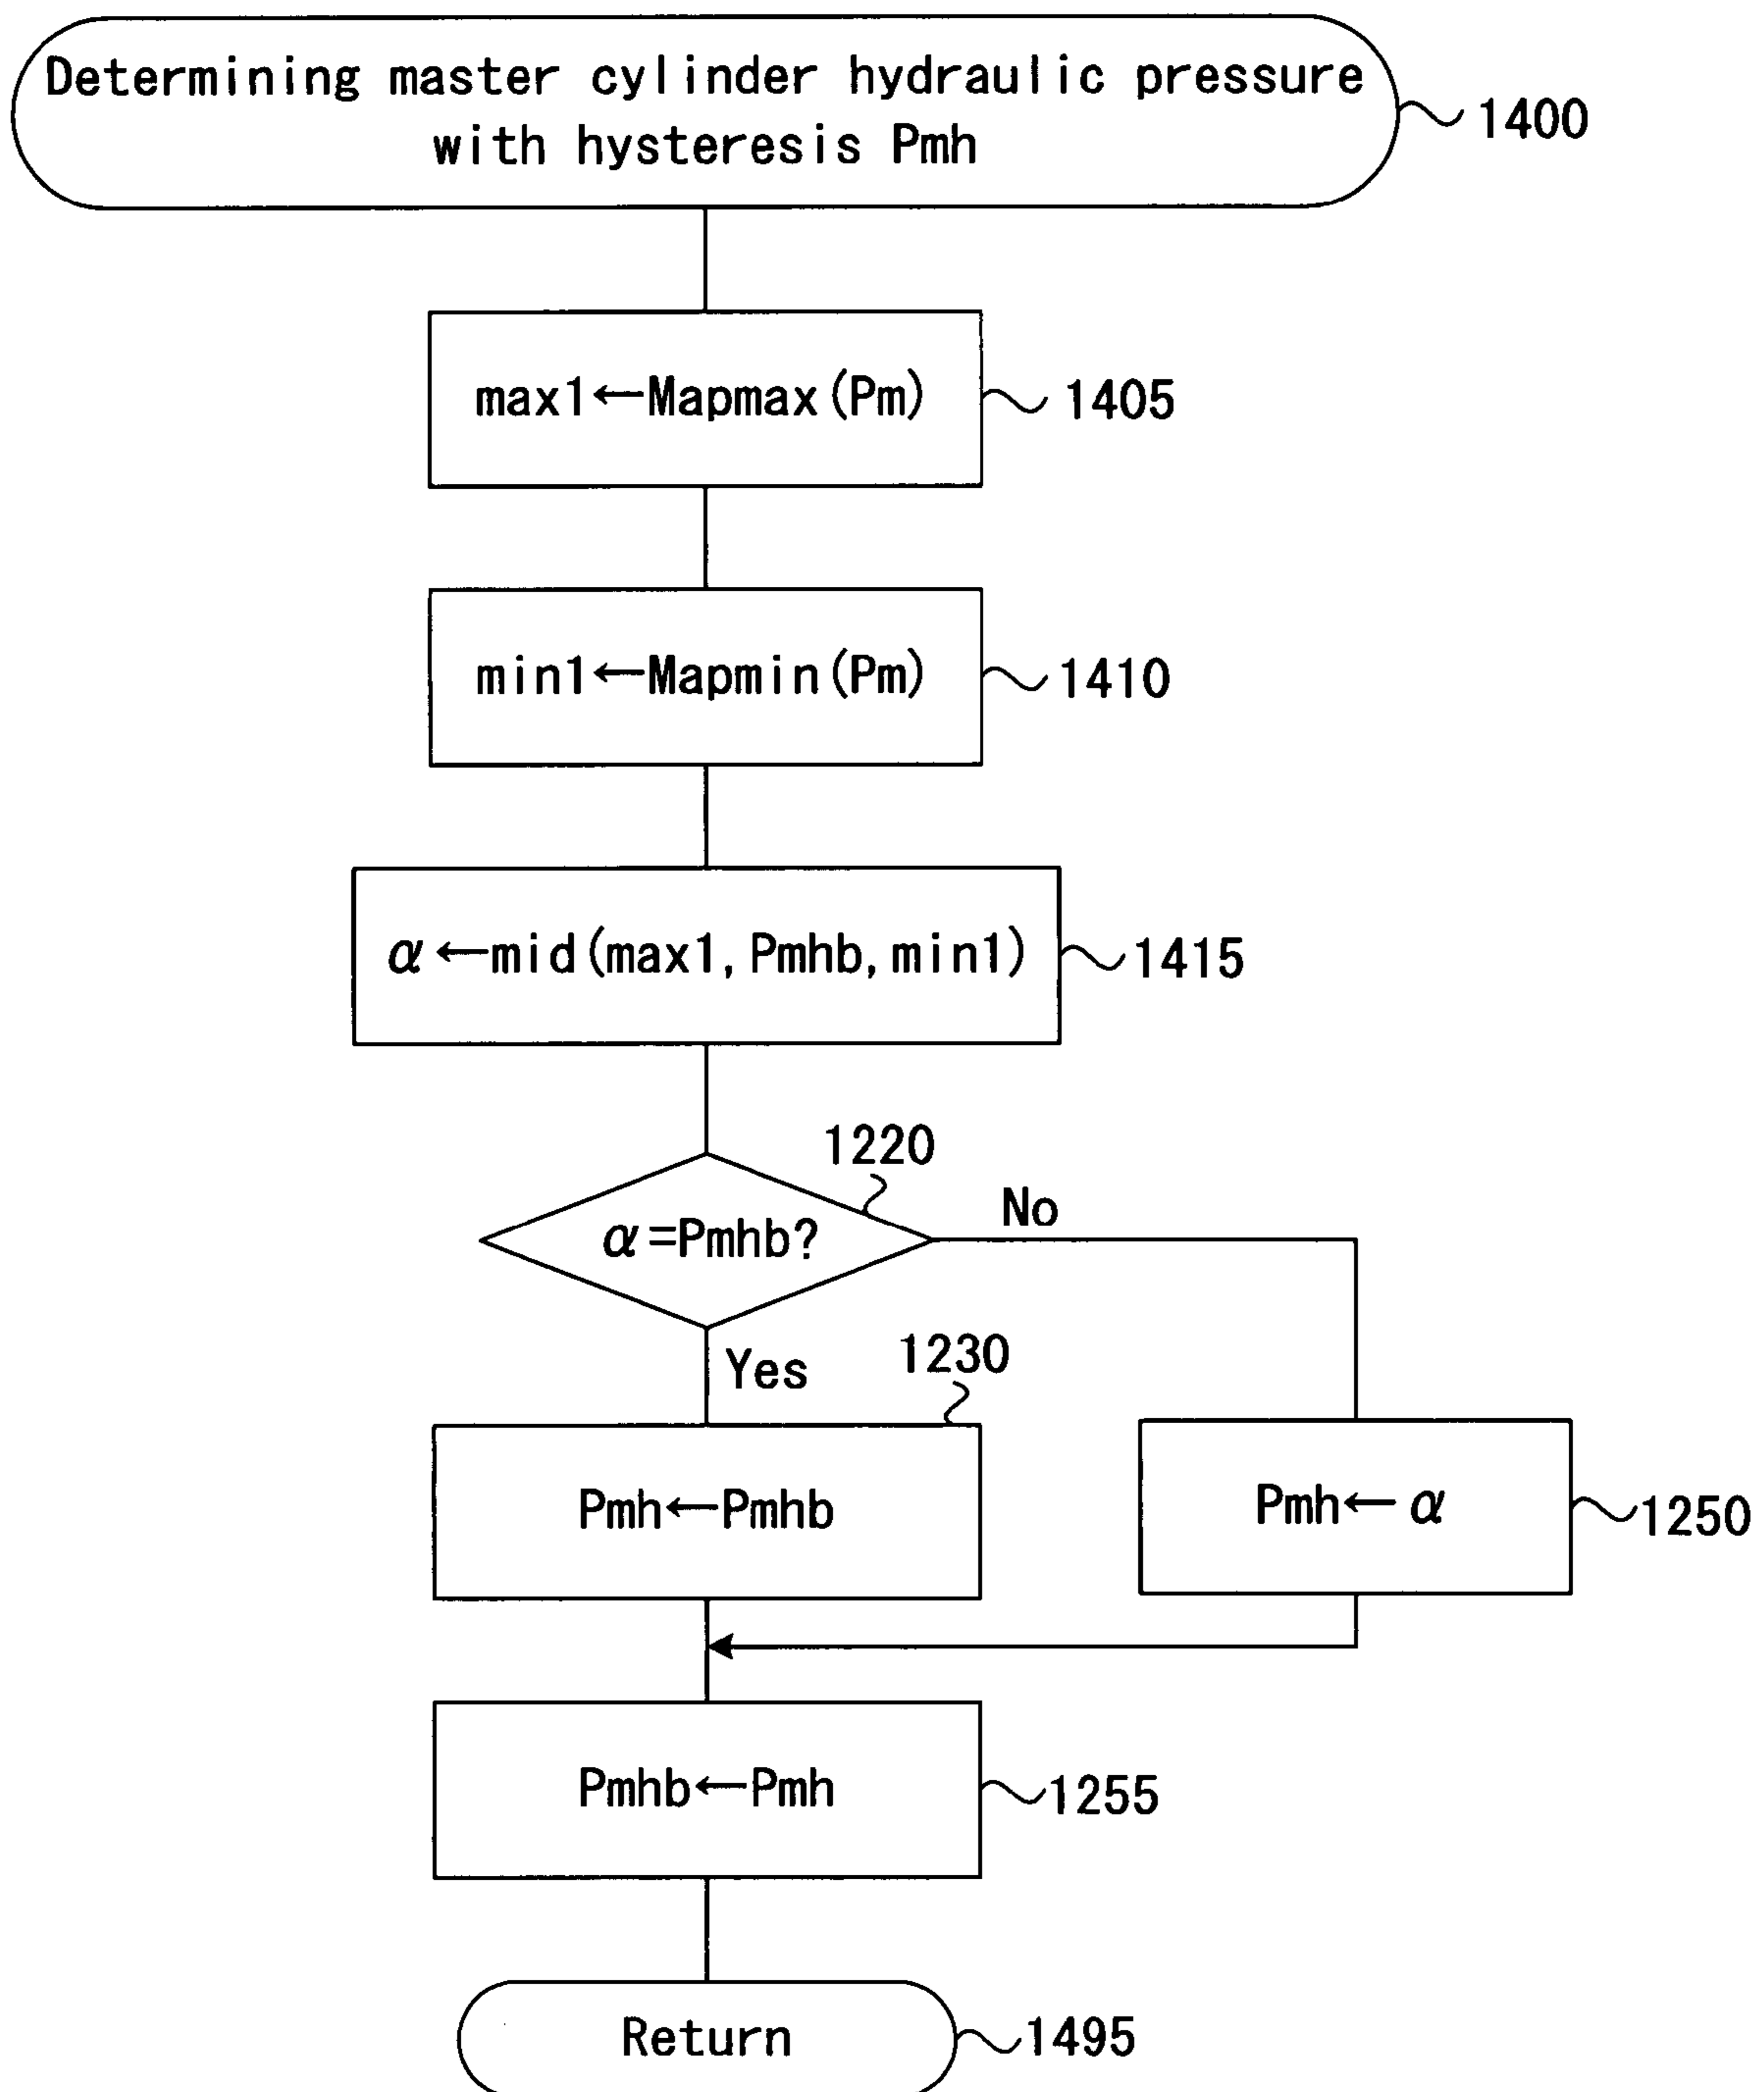 Determining master cylinder hydraulic pressure
with hysteresis Pmh
1400
max1←Mapmax(Pm)
1405
min1←Mapmin(Pm)
1410
α←mid(max1,Pmhb,min1)
1415
1220
α=Pmhb?
No
Yes
1230
Pmh←Pmhb
Pmh←α
1250
Pmhb←Pmh
1255
Return
1495